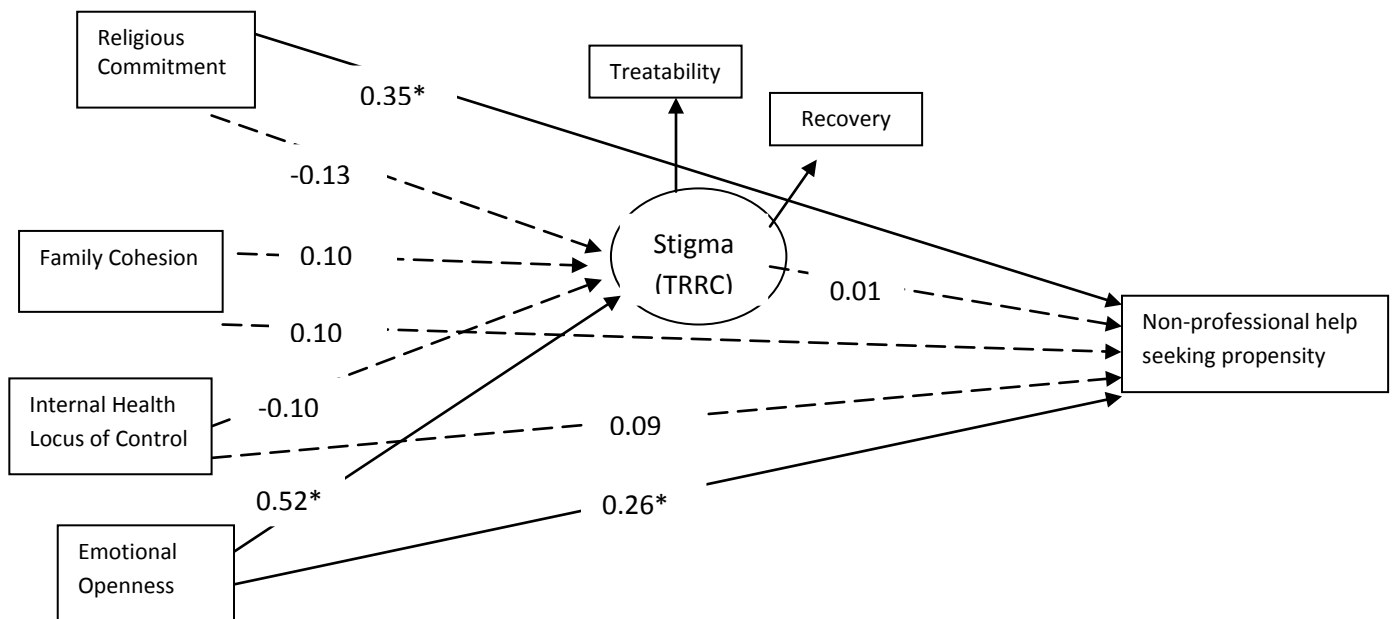 Religious
Commitment
Treatability
0.35*
Recovery
-0.13
Family Cohesion
0.10
Stigma
(TRRC)
0.01
0.10
Non-professional help
seeking propensity
Internal Health
Locus of Control
-0.10
0.09
0.52*
0.26*
Emotional
Openness